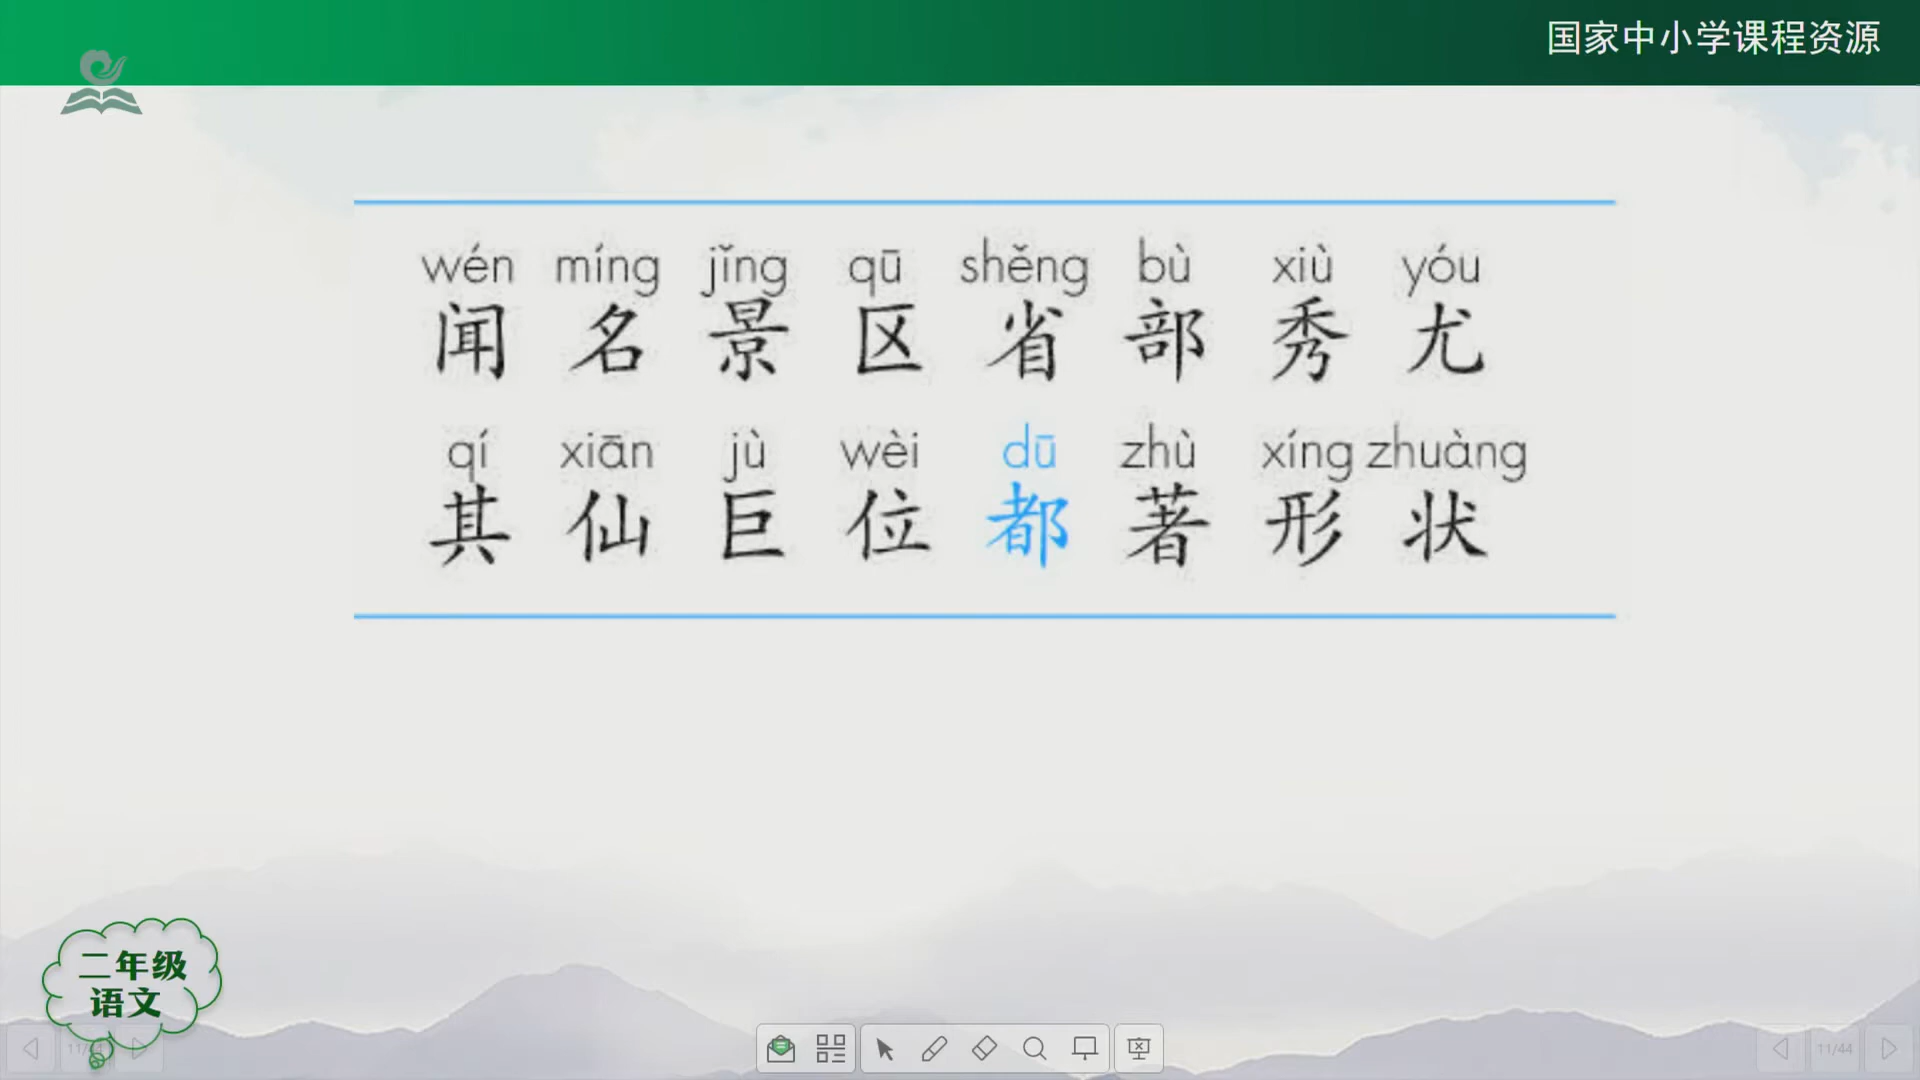 国家中小学课程资源
wén míng jǐng qū shěng bù xiù yóu
闻 名 景 区 省 部 秀 尤
qí xiān jù wèi dū zhù xíng zhuàng
其 仙 巨 位 都 著 形 状
二年级
语文
11/44